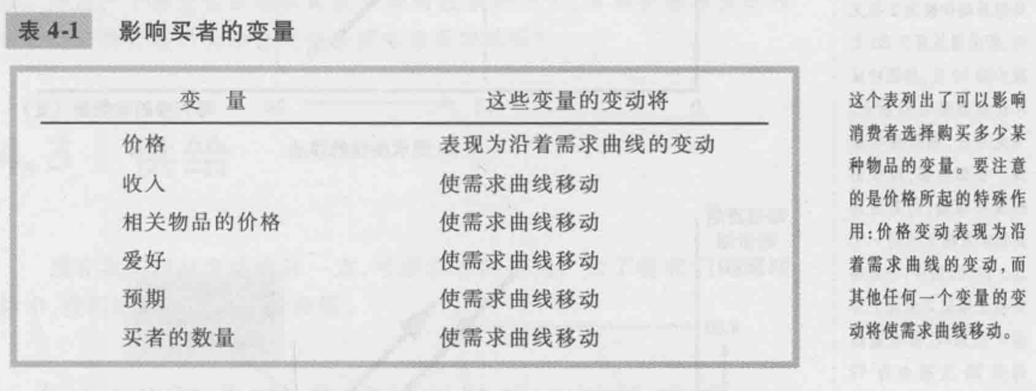 表 4-1 影响买者的变量
变 量 这些变量的变动将
价格 表现为沿着需求曲线的变动
收入 使需求曲线移动
相关物品的价格 使需求曲线移动
爱好 使需求曲线移动
预期 使需求曲线移动
买者的数量 使需求曲线移动
这个表列出了可以影响
消费者选择购买多少某
种物品的变量。要注意
的是价格所起的特殊作
用:价格变动表现为沿
着需求曲线的变动,而
其他任何一个变量的变
动将使需求曲线移动。